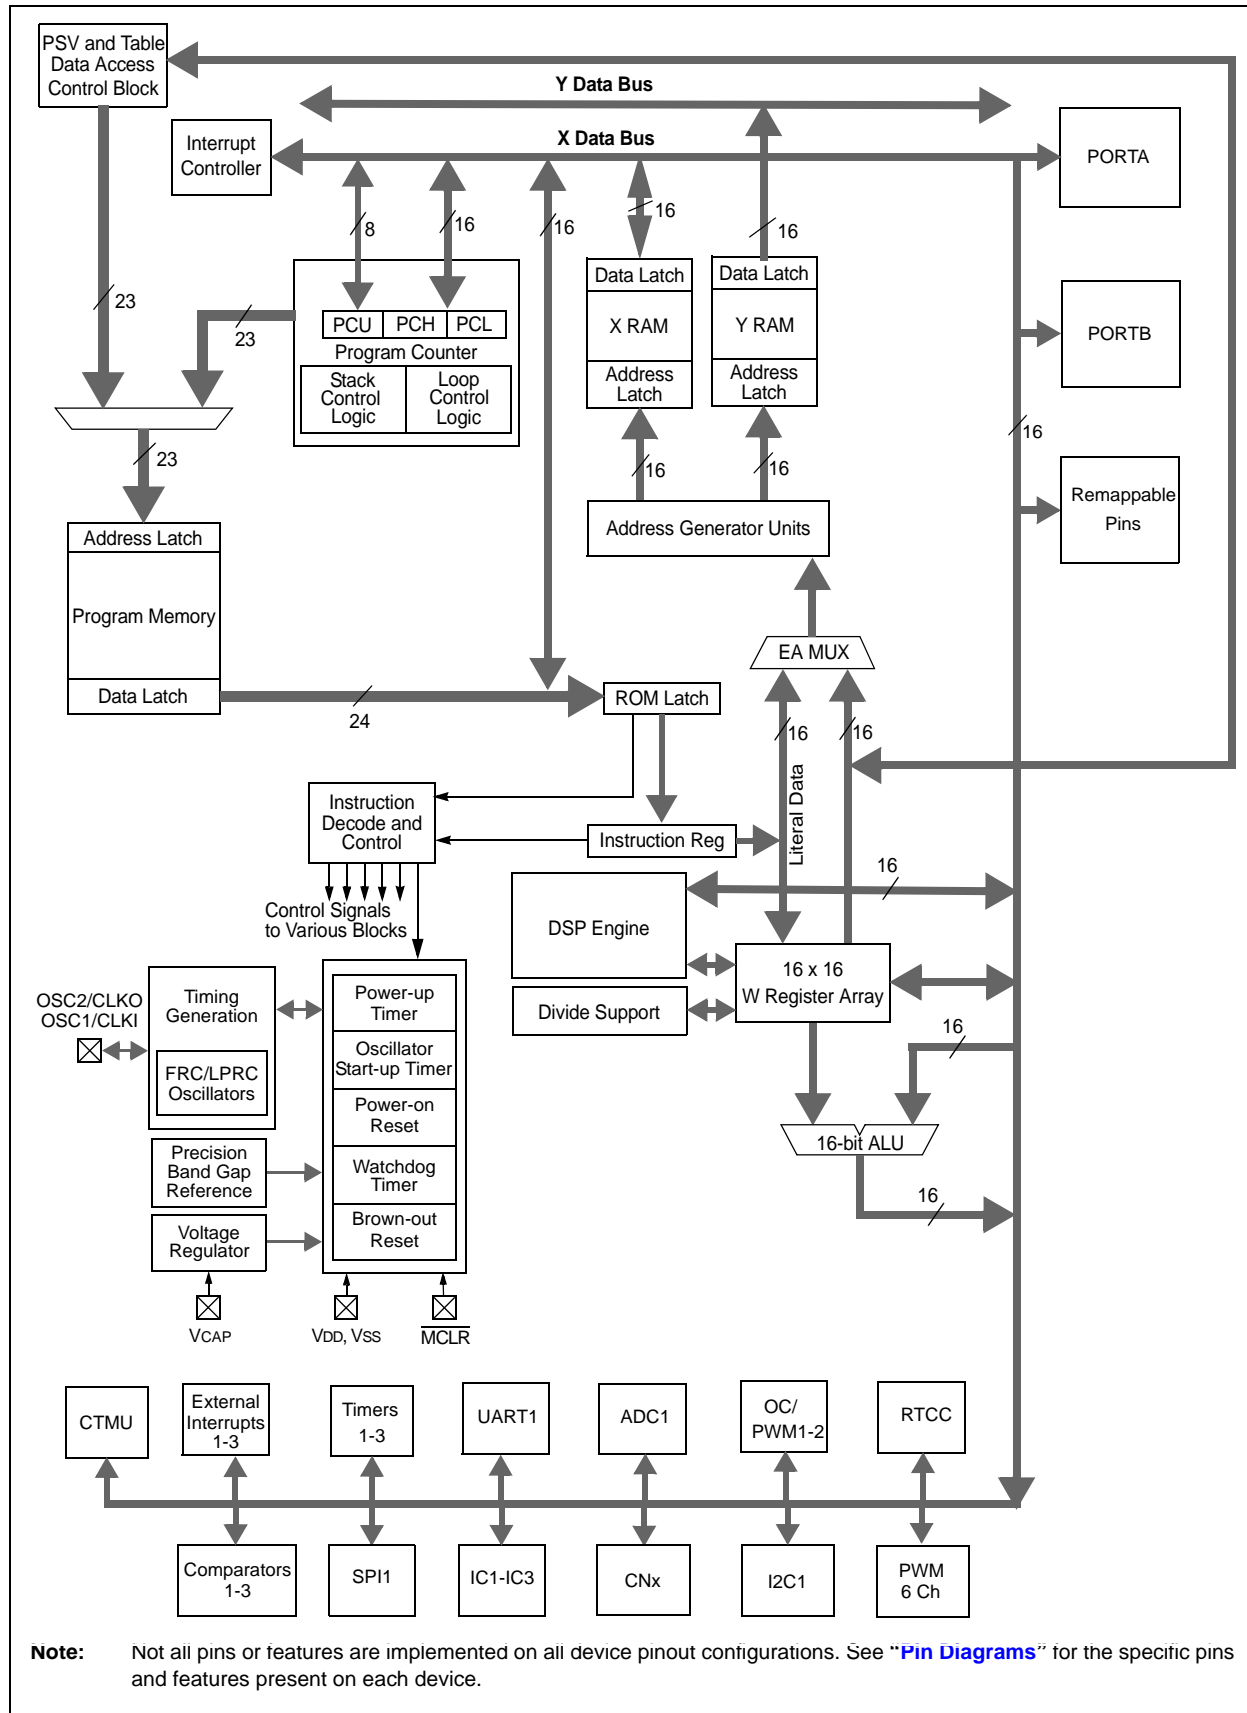 PSV and Table
Data Access
Control Block
Y Data Bus
Interrupt
Controller
X Data Bus
PORTA
8
16
16
16
16
23
23
Data Latch
X RAM
Address
Latch
Data Latch
Y RAM
Address
Latch
PORTB
PCU
PCH
PCL
Program Counter
Stack
Control
Logic
Loop
Control
Logic
16
23
16
16
Remappable
Pins
Address Generator Units
Address Latch
Program Memory
Data Latch
EA MUX
24
ROM Latch
16
16
Literal Data
Instruction
Decode and
Control
Instruction Reg
16
Control Signals
to Various Blocks
DSP Engine
16 x 16
W Register Array
Divide Support
OSC2/CLKO
OSC1/CLKI
Timing
Generation
FRC/LPRC
Oscillators
Power-up
Timer
Oscillator
Start-up Timer
Power-on
Reset
Watchdog
Timer
Brown-out
Reset
16
16-bit ALU
16
Precision
Band Gap
Reference
Voltage
Regulator
VCAP
VDD, VSS
MCLR
CTMU
External
Interrupts
1-3
Timers
1-3
UART1
ADC1
OC/
PWM1-2
RTCC
Comparators
1-3
SPI1
IC1-IC3
CNx
I2C1
PWM
6 Ch
Note: Not all pins or features are implemented on all device pinout configurations. See “Pin Diagrams” for the specific pins
and features present on each device.